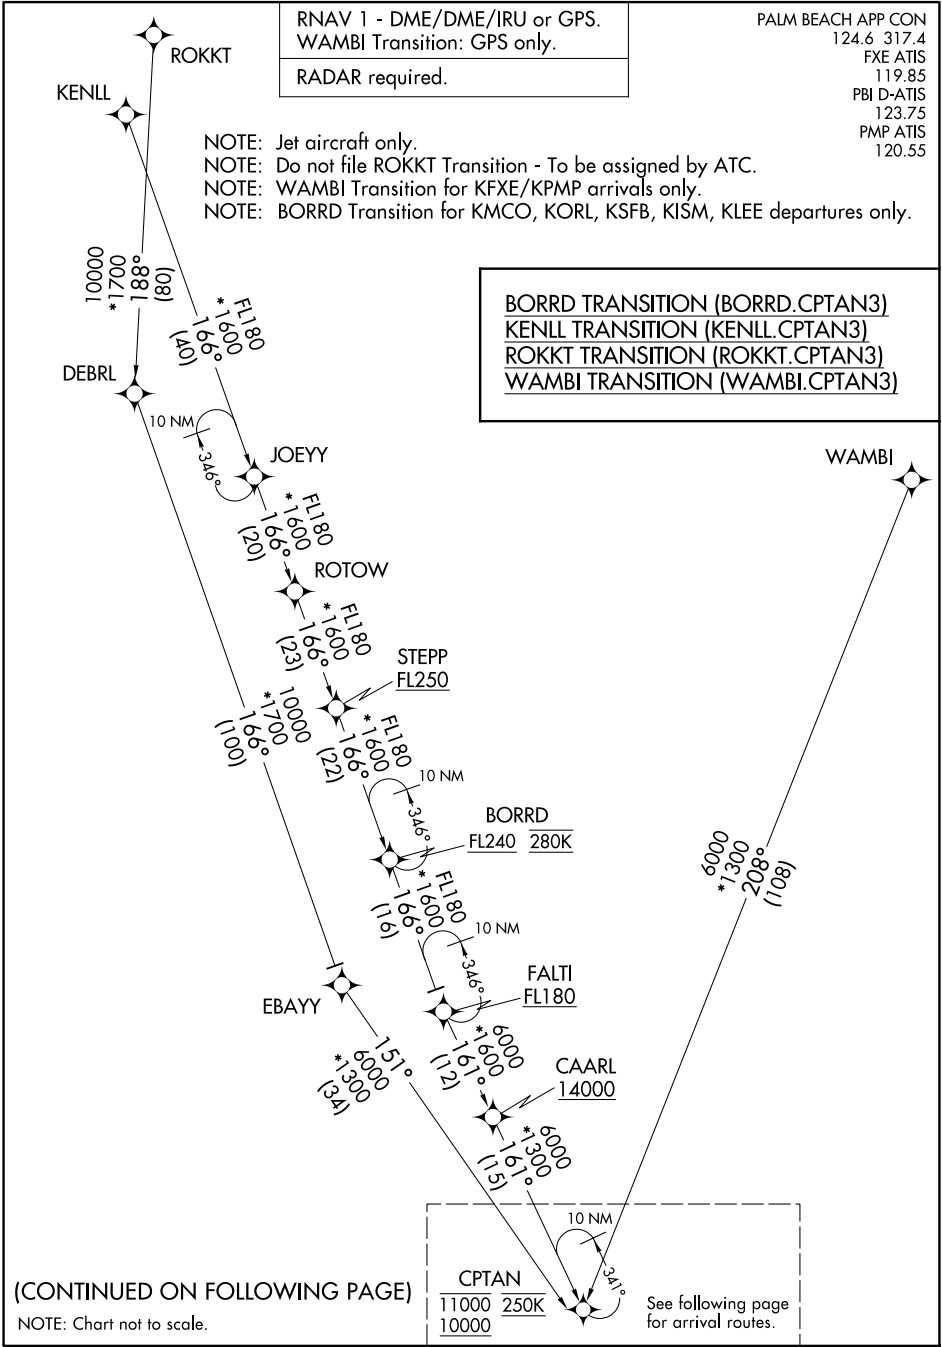 RNAV 1 - DME/DME/IRU or GPS.
WAMBI Transition: GPS only.
RADAR required.
PALM BEACH APP CON
124.6 317.4
FXE ATIS
119.85
PBI D-ATIS
123.75
PMP ATIS
120.55
ROKKT
KENLL
NOTE: Jet aircraft only.
NOTE: Do not file ROKKT Transition - To be assigned by ATC.
NOTE: WAMBI Transition for KFXE/KPMP arrivals only.
NOTE: BORRD Transition for KMCO, KORL, KSFB, KISM, KLEE departures only.
10000
*1700
188°
(80)
FL180
*1600
166°
(40)
BORRD TRANSITION (BORRD.CPTAN3)
KENLL TRANSITION (KENLL.CPTAN3)
ROKKT TRANSITION (ROKKT.CPTAN3)
WAMBI TRANSITION (WAMBI.CPTAN3)
DEBRL
10 NM
346°
JOEYY
WAMBI
FL180
*1600
166°
(20)
ROTOW
FL180
*1600
166°
(23)
STEPP
FL250
10000
*1700
166°
(100)
FL180
*1600
166°
(22)
10 NM
346°
BORRD
FL240 280K
6000
*1300
208°
(108)
FL180
*1600
166°
(16)
10 NM
346°
FALTI
FL180
EBAYY
151°
6000
*1300
(34)
6000
*1600
161°
(12)
CAARL
14000
6000
*1300
161°
(15)
10 NM
341°
CPTAN
11000 250K
10000
See following page
for arrival routes.
(CONTINUED ON FOLLOWING PAGE)
NOTE: Chart not to scale.